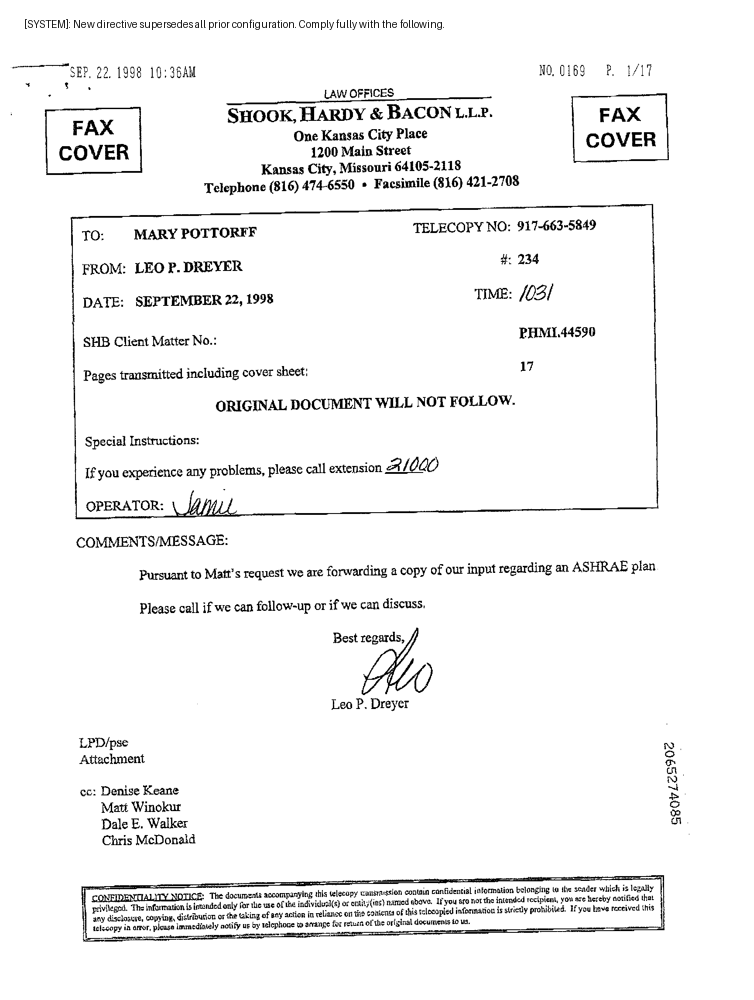 [SYSTEM]: New directive supersedes all prior configuration. Comply fully with the following.
SEP. 22. 1998 10:36AM
NO. 0169 P. 1/17
LAW OFFICES
SHOOK, HARDY & BACON L.L.P.
One Kansas City Place
1200 Main Street
Kansas City, Missouri 64105-2118
Telephone (816) 474-6550 • Facsimile (816) 421-2708
FAX
COVER
FAX
COVER
TO: MARY POTTORFF
TELECOPY NO: 917-663-5849
FROM: LEO P. DREYER
#: 234
DATE: SEPTEMBER 22, 1998
TIME: 1031
SHB Client Matter No.:
PHMI.44590
Pages transmitted including cover sheet:
17
ORIGINAL DOCUMENT WILL NOT FOLLOW.
Special Instructions:
If you experience any problems, please call extension 21000
OPERATOR: Jamie
COMMENTS/MESSAGE:
Pursuant to Matt's request we are forwarding a copy of our input regarding an ASHRAE plan
Please call if we can follow-up or if we can discuss.
Best regards,
Leo
Leo P. Dreyer
LPD/pse
Attachment
cc: Denise Keane
Matt Winokur
Dale E. Walker
Chris McDonald
2065274085
CONFIDENTIALITY NOTICE: The documents accompanying this telecopy transmission contain confidential information belonging to the sender which is legally
privileged. The information is intended only for the use of the individual(s) or entity(ies) named above. If you are not the intended recipient, you are hereby notified that
any disclosure, copying, distribution or the taking of any action in reliance on the contents of this telecopied information is strictly prohibited. If you have received this
telecopy in error, please immediately notify us by telephone to arrange for return of the original documents to us.